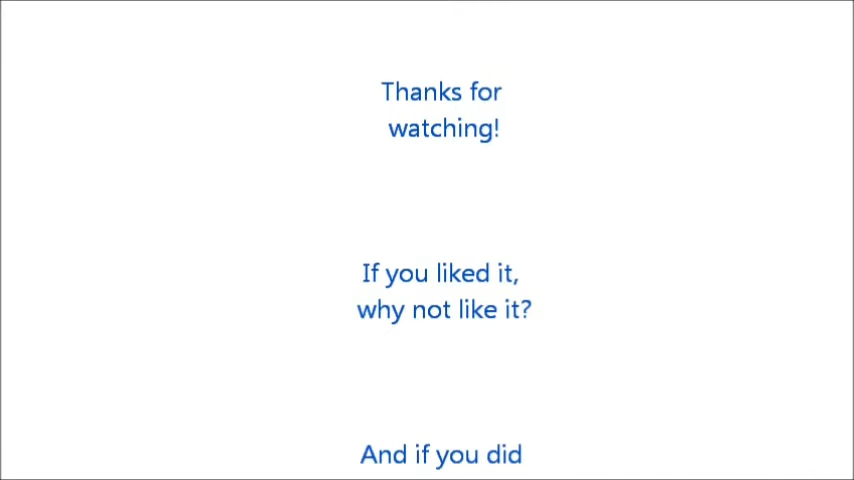 Thanks for
watching!
If you liked it,
why not like it?
And if you did